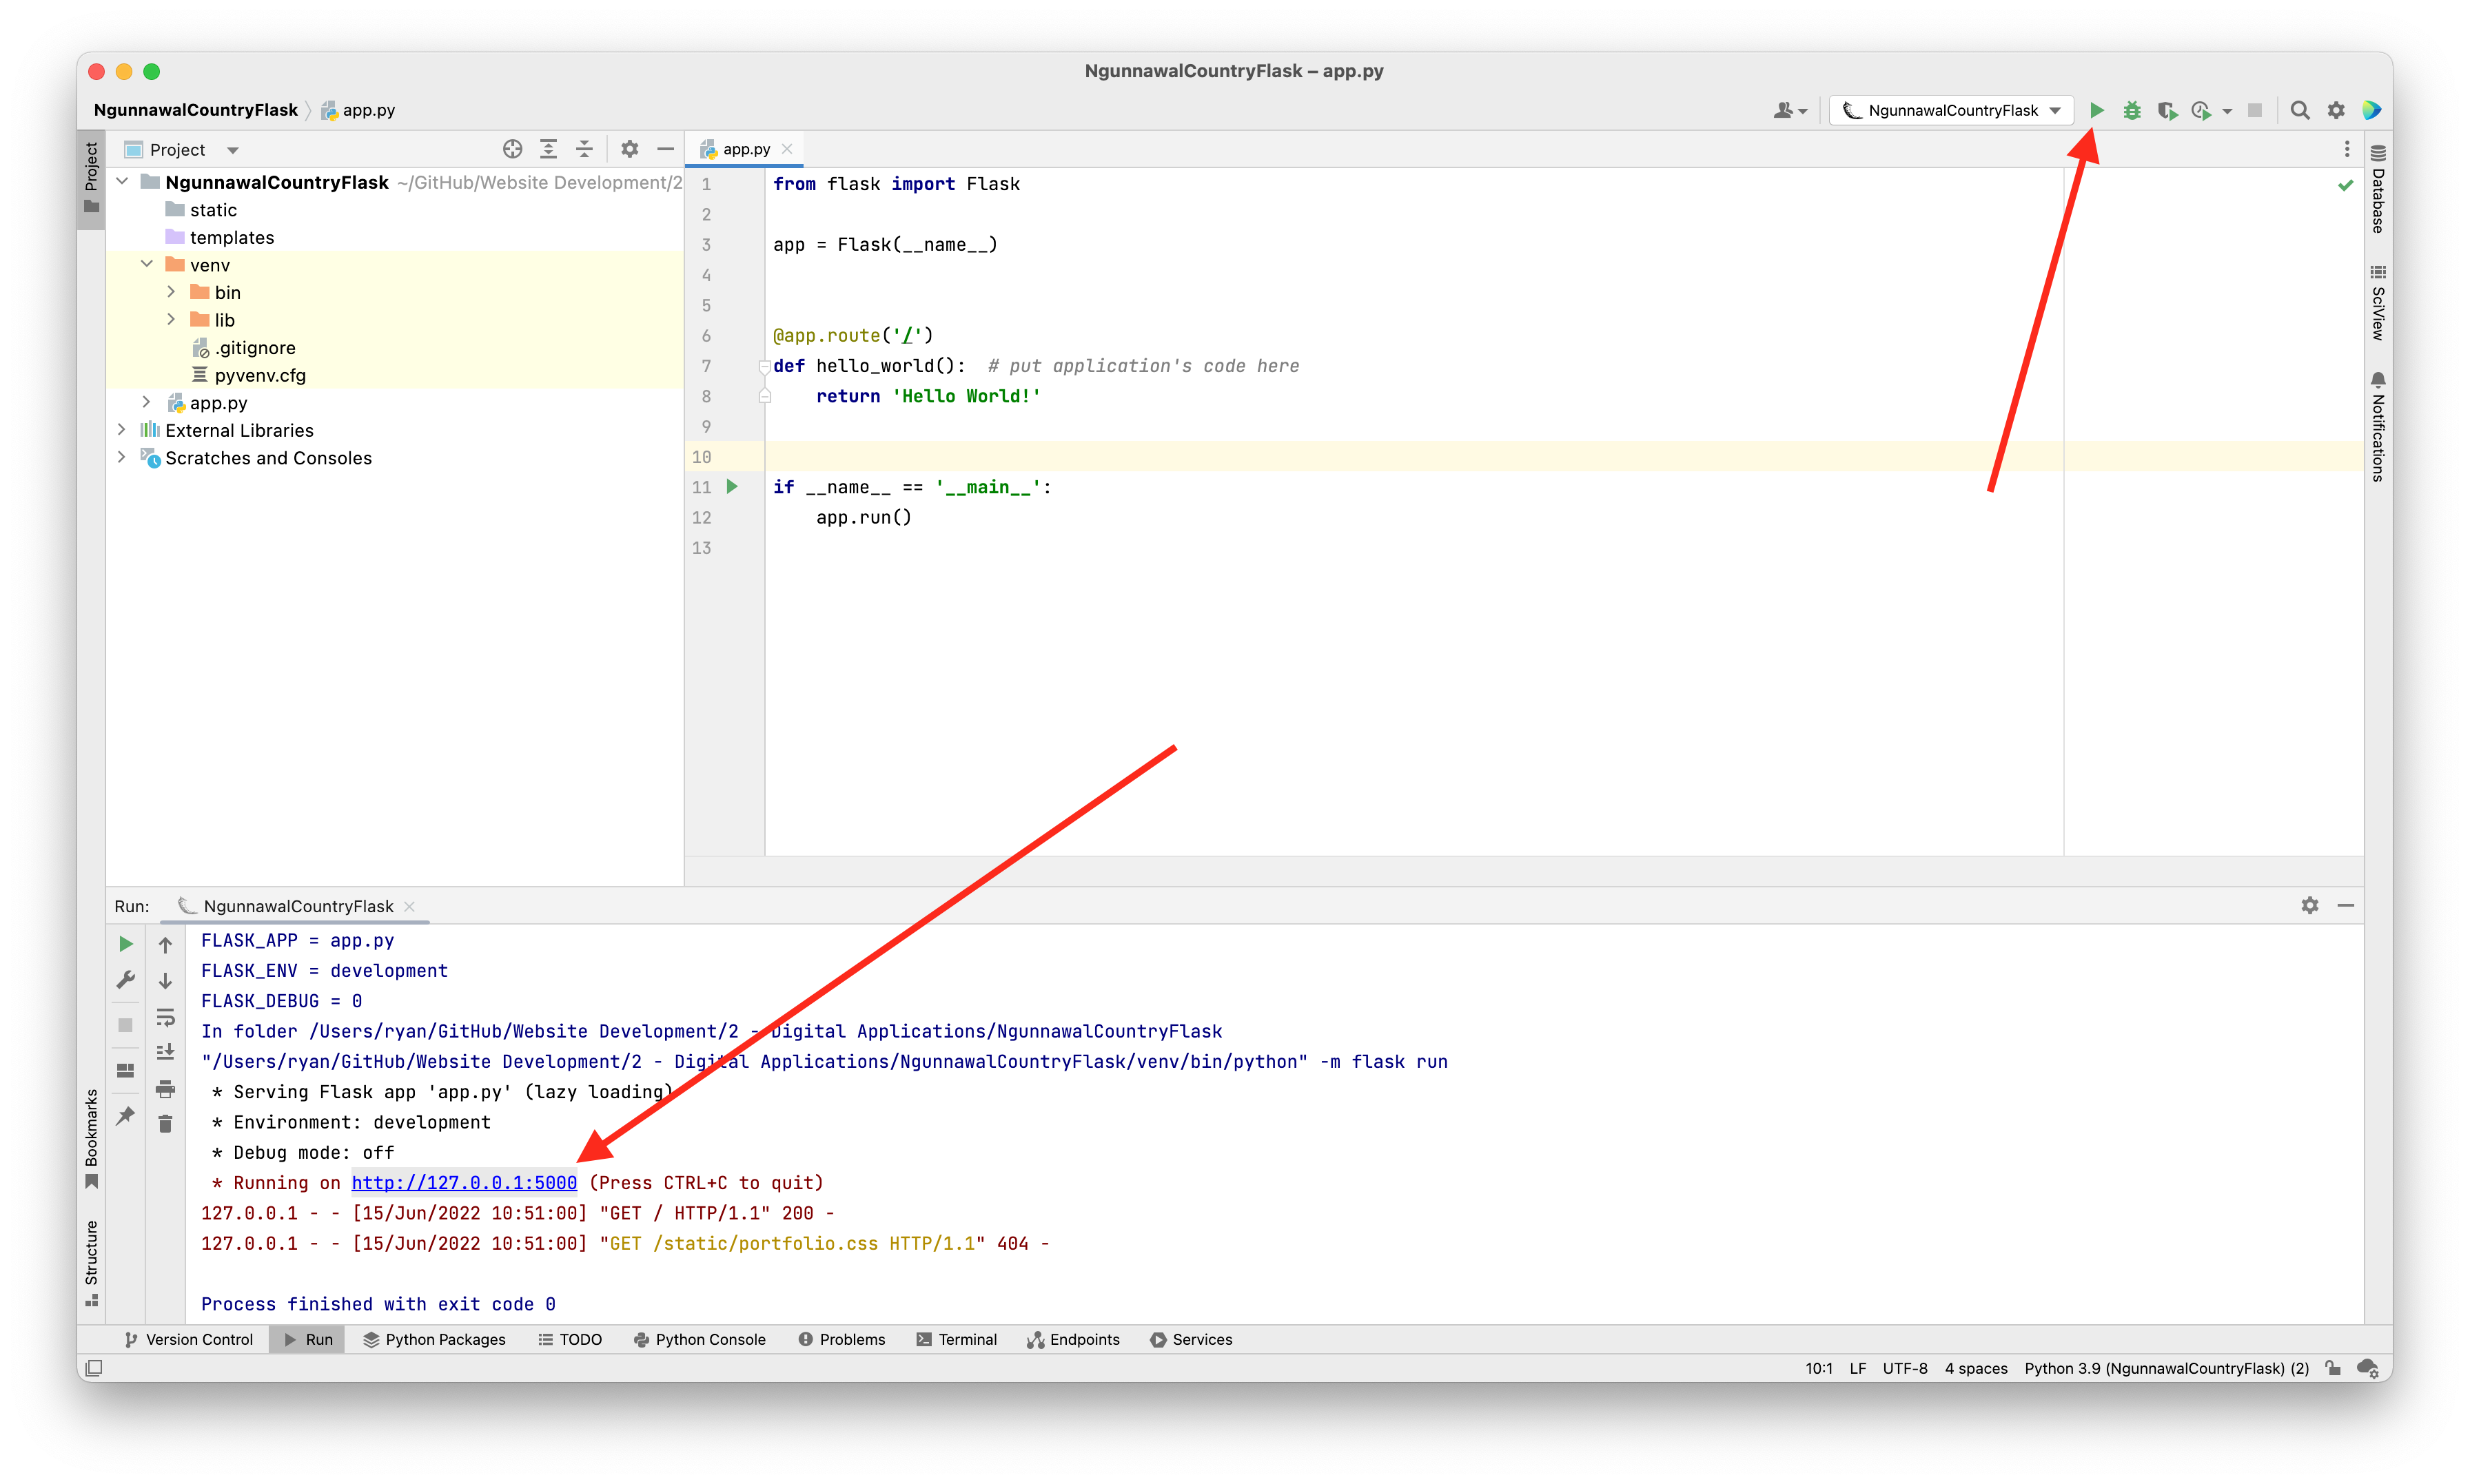 NgunnawalCountryFlask – app.py
NgunnawalCountryFlask app.py
NgunnawalCountryFlask
Project
Project
app.py
NgunnawalCountryFlask ~/GitHub/Website Development/2
static
templates
venv
bin
lib
.gitignore
pyvenv.cfg
app.py
External Libraries
Scratches and Consoles
1 from flask import Flask
2
3 app = Flask(__name__)
4
5
6 @app.route('/')
7 def hello_world():  # put application's code here
8     return 'Hello World!'
9
10
11 if __name__ == '__main__':
12     app.run()
13
Database
SciView
Notifications
Run: NgunnawalCountryFlask
FLASK_APP = app.py
FLASK_ENV = development
FLASK_DEBUG = 0
In folder /Users/ryan/GitHub/Website Development/2 - Digital Applications/NgunnawalCountryFlask
"/Users/ryan/GitHub/Website Development/2 - Digital Applications/NgunnawalCountryFlask/venv/bin/python" -m flask run
 * Serving Flask app 'app.py' (lazy loading)
 * Environment: development
 * Debug mode: off
 * Running on http://127.0.0.1:5000 (Press CTRL+C to quit)
127.0.0.1 - - [15/Jun/2022 10:51:00] "GET / HTTP/1.1" 200 -
127.0.0.1 - - [15/Jun/2022 10:51:00] "GET /static/portfolio.css HTTP/1.1" 404 -
Process finished with exit code 0
Bookmarks
Structure
Version Control Run Python Packages TODO Python Console Problems Terminal Endpoints Services
10:1 LF UTF-8 4 spaces Python 3.9 (NgunnawalCountryFlask) (2)